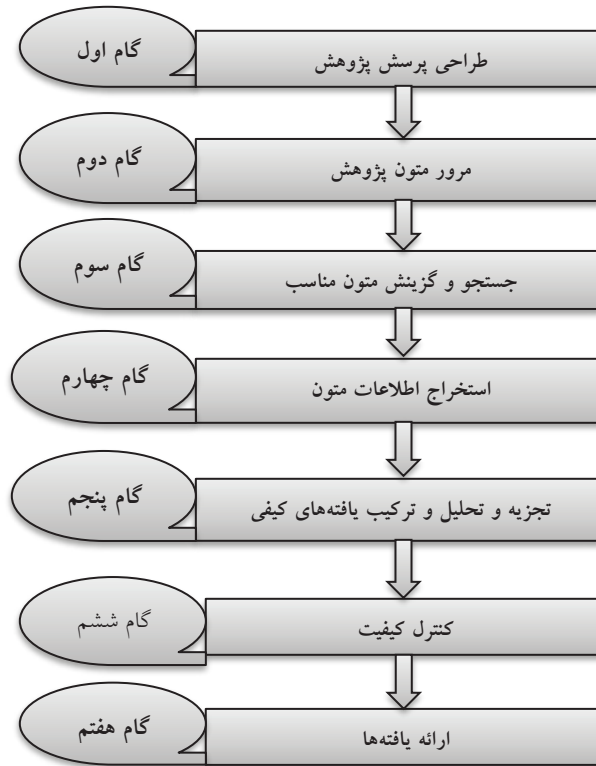 گام اول
طراحی پرسش پژوهش
گام دوم
مرور متون پژوهش
گام سوم
جستجو و گزینش متون مناسب
گام چهارم
استخراج اطلاعات متون
گام پنجم
تجزیه و تحلیل و ترکیب یافته‌های کیفی
گام ششم
کنترل کیفیت
گام هفتم
ارائه یافته‌ها